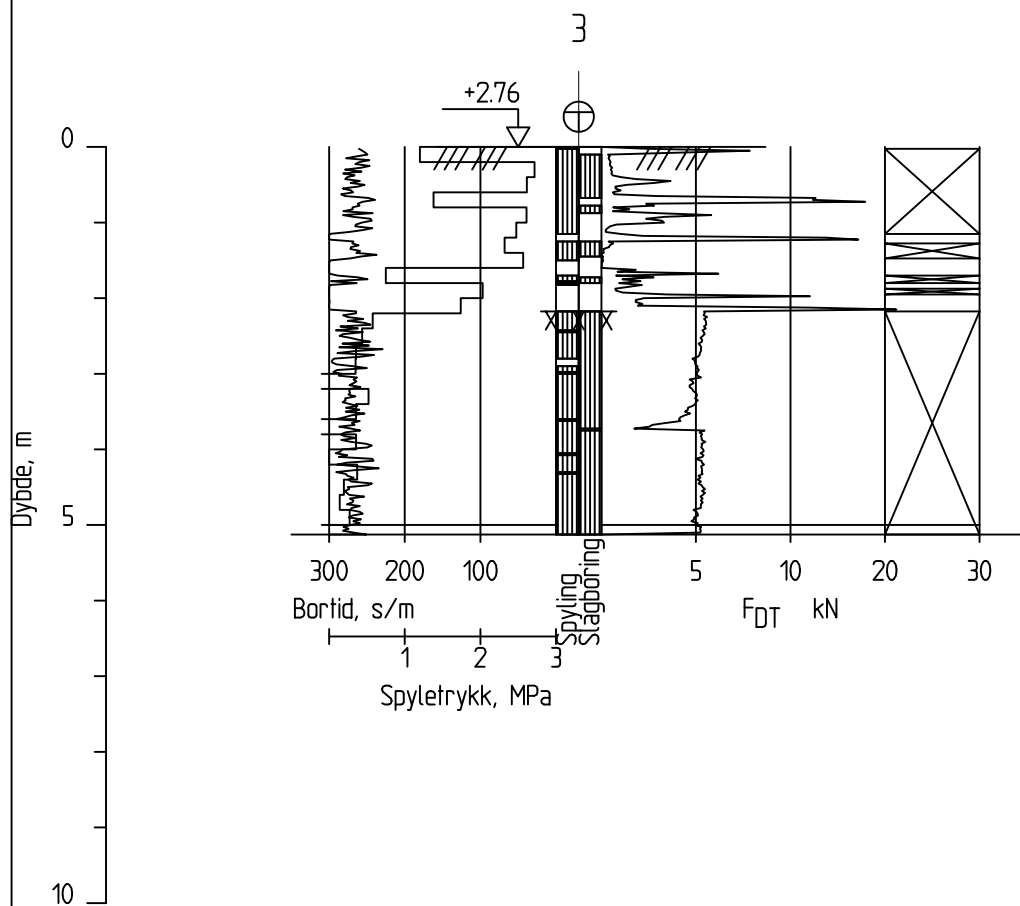 3
+2.76
0
5
10
Dybde, m
300 200 100
Bortid, s/m
1 2 3
Spyletrykk, MPa
Spyling
Slagboring
5 10 20 30
FDT kN